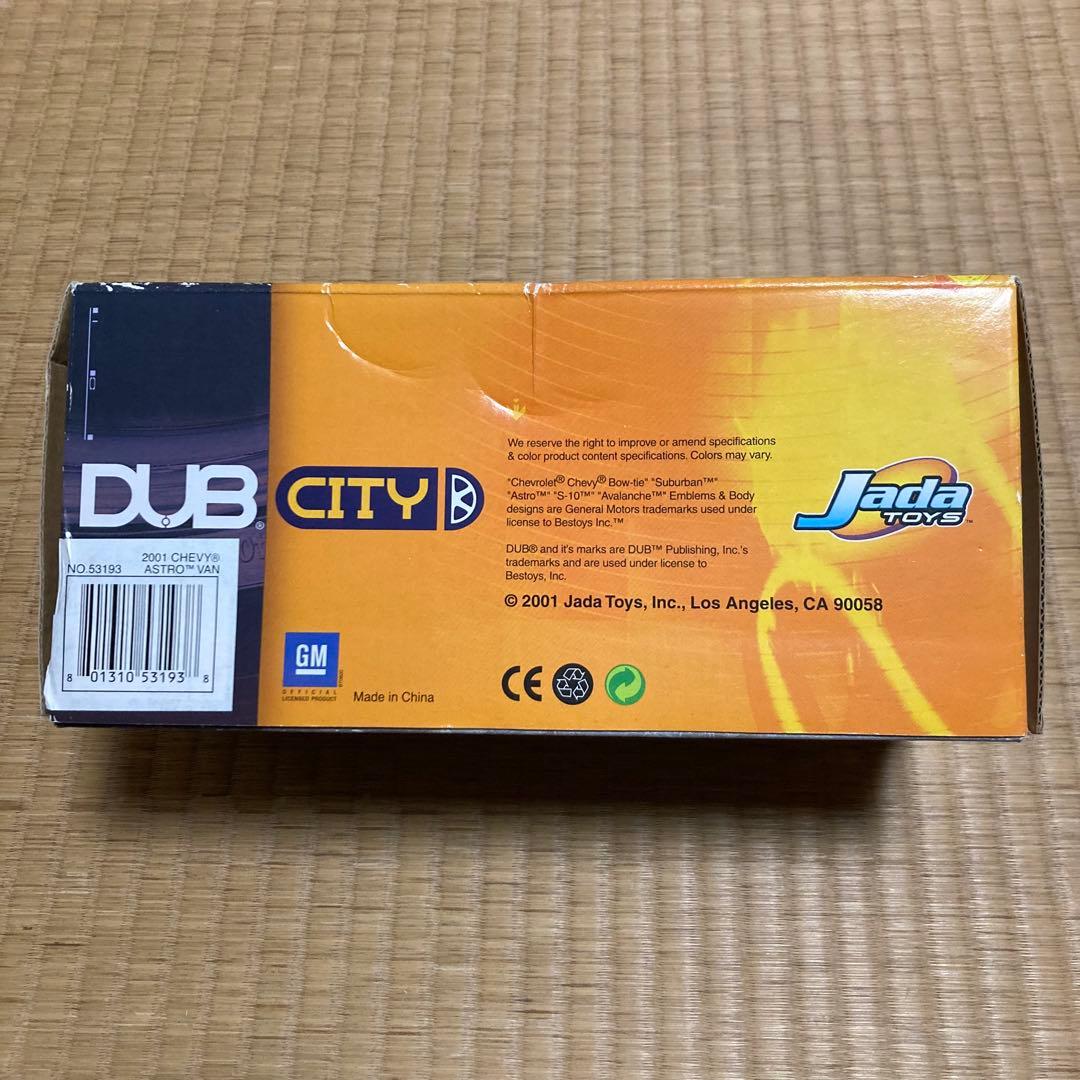 DUB®
CITY
2001 CHEVY®
NO.53193 ASTRO™ VAN
8 01310 53193 8
GM
OFFICIAL
LICENSED PRODUCT
Made in China
We reserve the right to improve or amend specifications
& color product content specifications. Colors may vary.
"Chevrolet® Chevy® Bow-tie" "Suburban™"
"Astro™" "S-10™" "Avalanche™" Emblems & Body
designs are General Motors trademarks used under
license to Bestoys Inc.™
DUB® and it's marks are DUB™ Publishing, Inc.'s
trademarks and are used under license to
Bestoys, Inc.
© 2001 Jada Toys, Inc., Los Angeles, CA 90058
CE
Jada
TOYS™